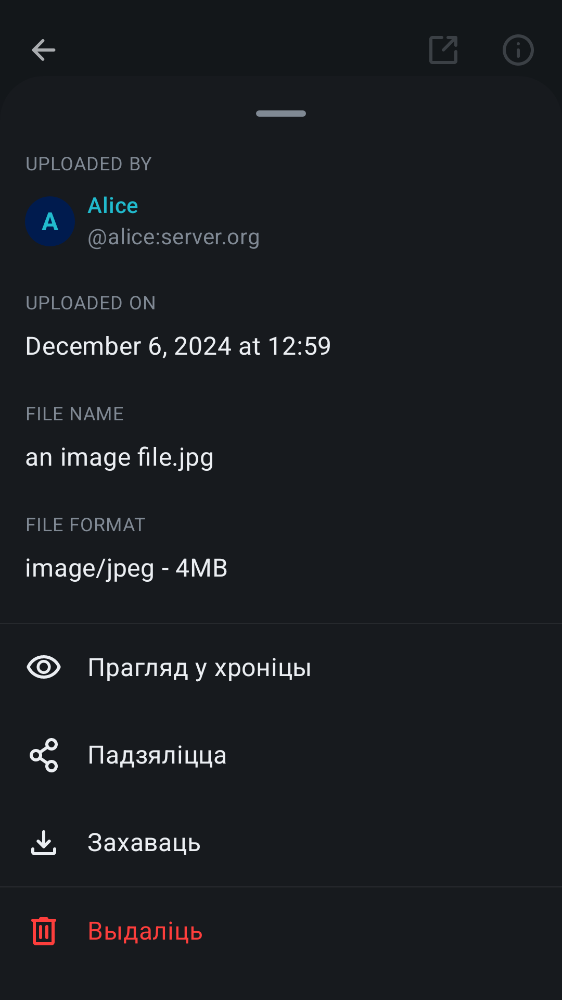 UPLOADED BY
A
Alice
@alice:server.org
UPLOADED ON
December 6, 2024 at 12:59
FILE NAME
an image file.jpg
FILE FORMAT
image/jpeg - 4MB
Прагляд у хроніцы
Падзяліцца
Захаваць
Выдаліць